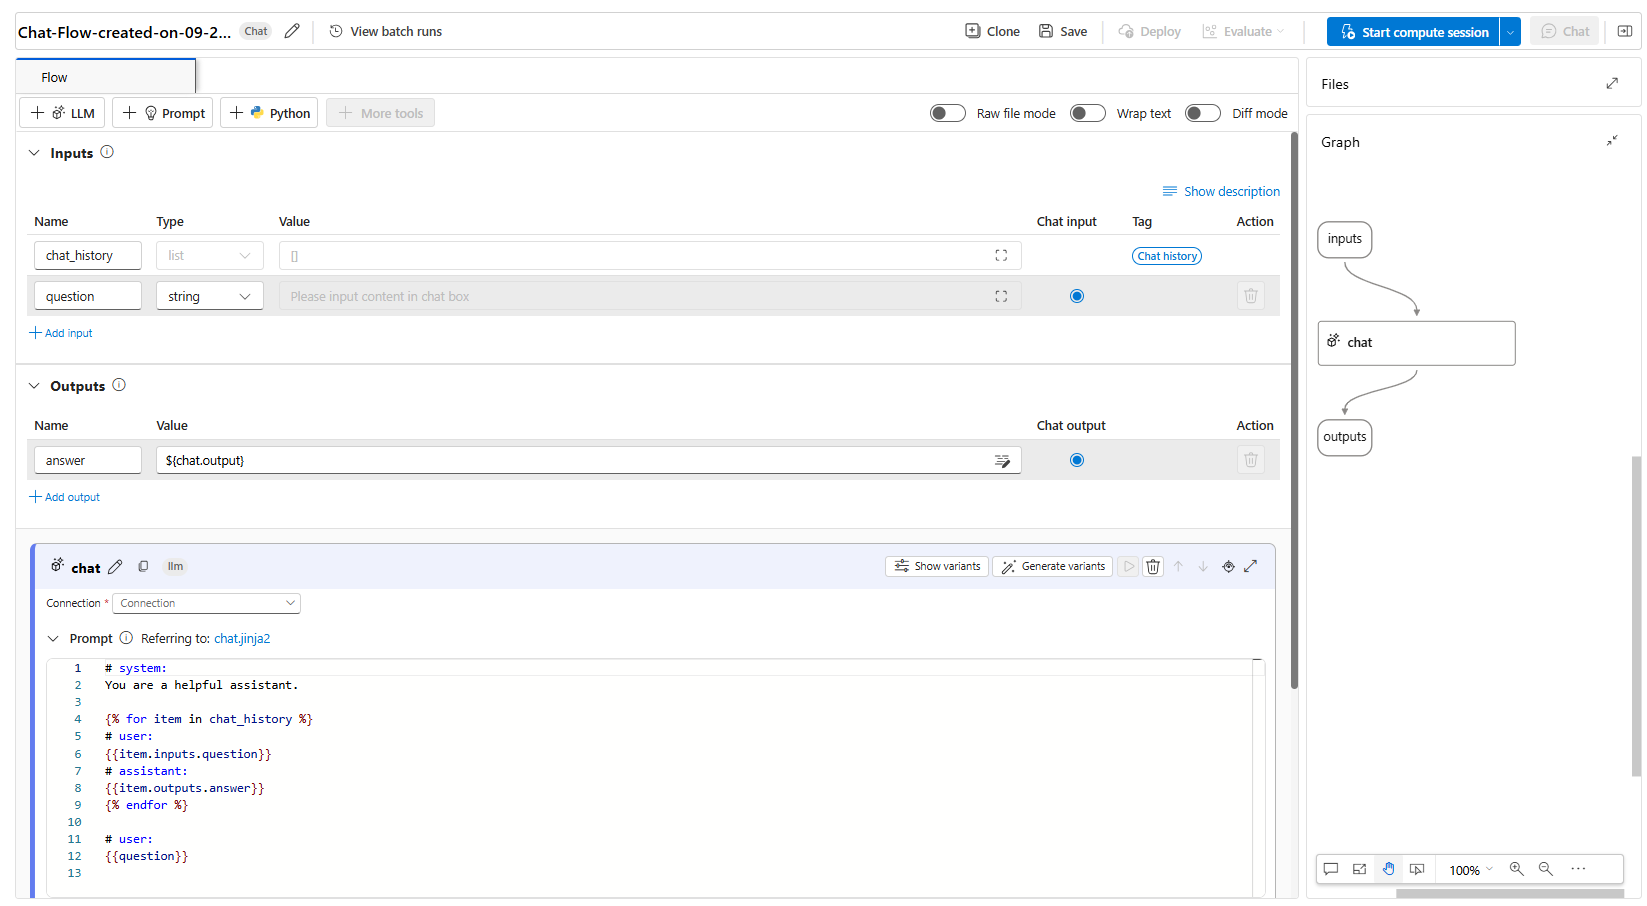 Chat-Flow-created-on-09-2... Chat View batch runs Clone Save Deploy Evaluate Start compute session Chat
Flow
LLM Prompt Python More tools Raw file mode Wrap text Diff mode
Inputs
Show description
Name Type Value Chat input Tag Action
chat_history list [] Chat history
question string Please input content in chat box
Add input
Outputs
Name Value Chat output Action
answer ${chat.output}
Add output
chat llm Show variants Generate variants
Connection * Connection
Prompt Referring to: chat.jinja2
1 # system:
2 You are a helpful assistant.
3
4 {% for item in chat_history %}
5 # user:
6 {{item.inputs.question}}
7 # assistant:
8 {{item.outputs.answer}}
9 {% endfor %}
10
11 # user:
12 {{question}}
13
Files
Graph
inputs
chat
outputs
100%